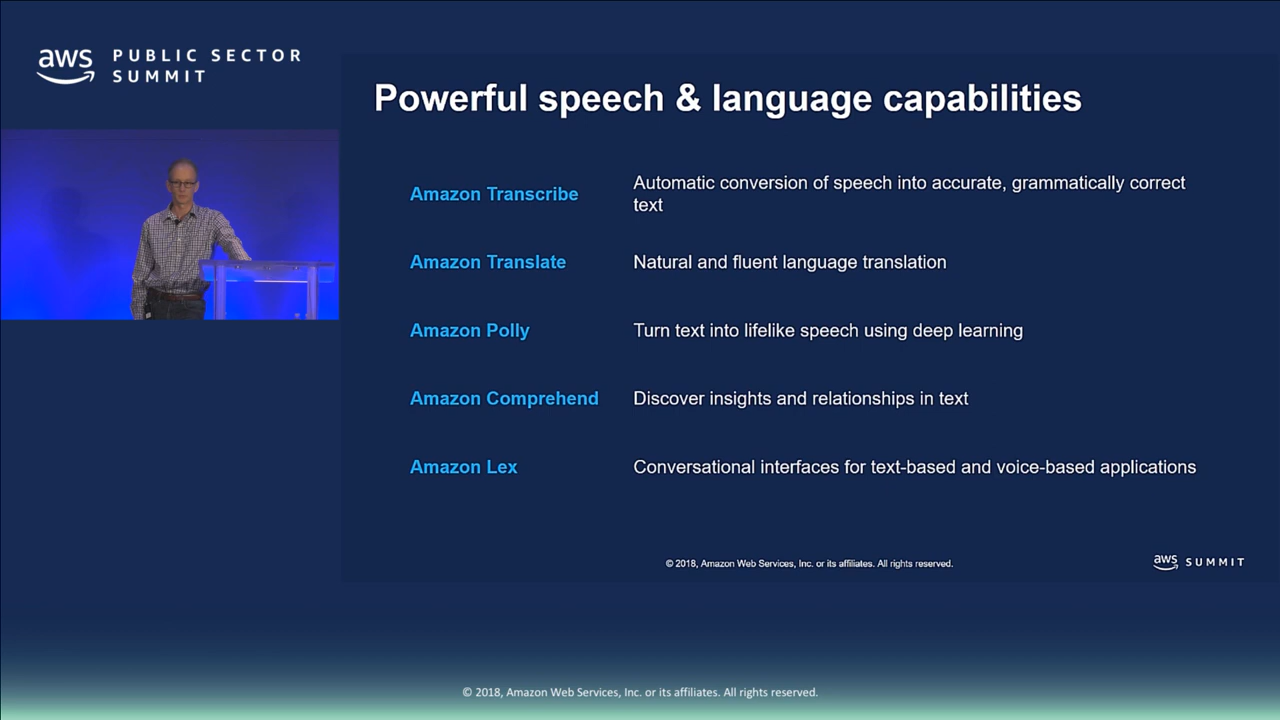 aws PUBLIC SECTOR
SUMMIT
Powerful speech & language capabilities
Amazon Transcribe
Automatic conversion of speech into accurate, grammatically correct
text
Amazon Translate
Natural and fluent language translation
Amazon Polly
Turn text into lifelike speech using deep learning
Amazon Comprehend
Discover insights and relationships in text
Amazon Lex
Conversational interfaces for text-based and voice-based applications
© 2018, Amazon Web Services, Inc. or its affiliates. All rights reserved.
aws SUMMIT
© 2018, Amazon Web Services, Inc. or its affiliates. All rights reserved.